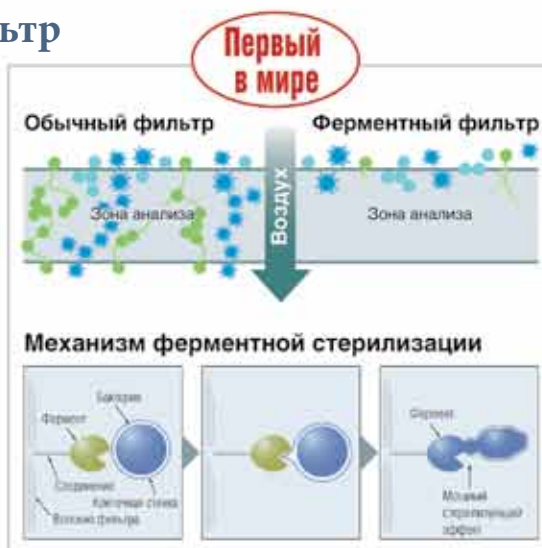 ьтр
Первый
в мире
Обычный фильтр
Ферментный фильтр
Зона анализа
Воздух
Зона анализа
Механизм ферментной стерилизации
Бактерия
Фермент
Соединение
Клеточная стенка
Волокно фильтра
Фермент
Мощный
стерилизующий
эффект